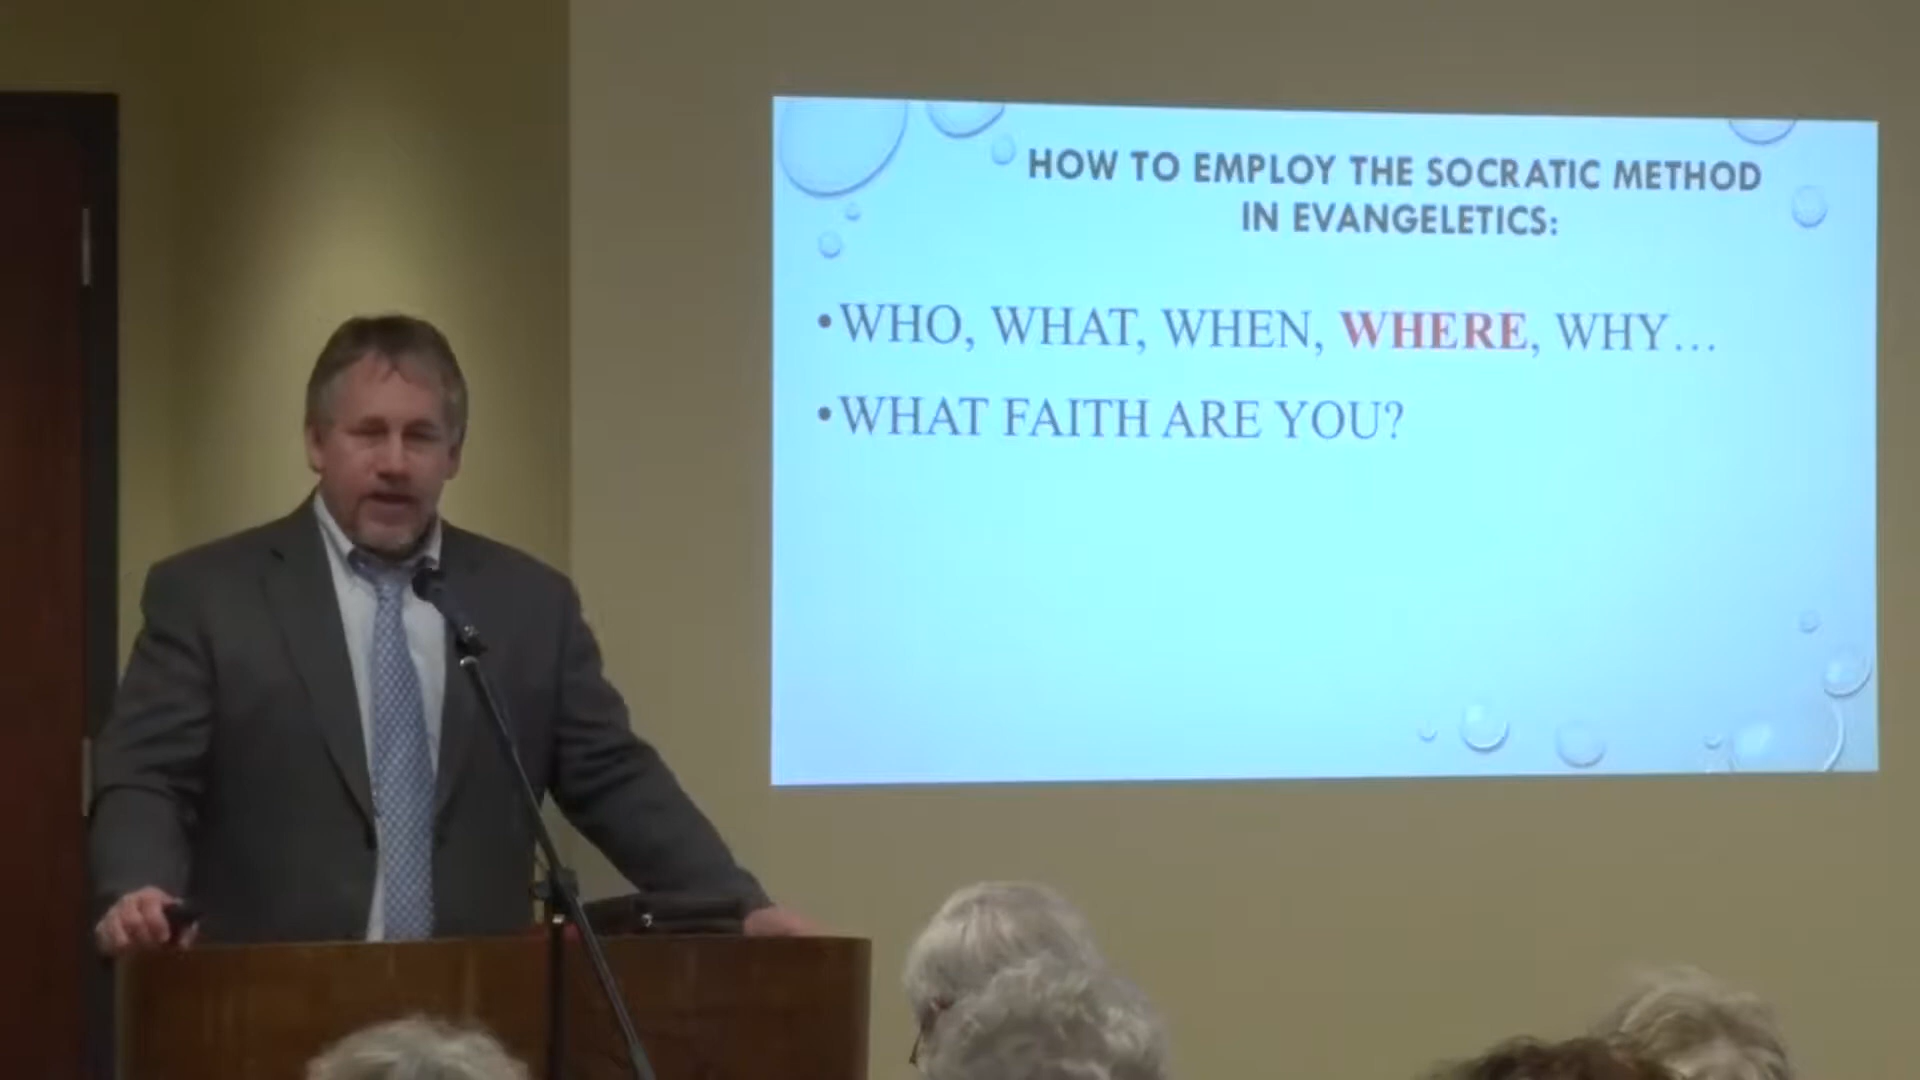 HOW TO EMPLOY THE SOCRATIC METHOD
IN EVANGELETICS:
•WHO, WHAT, WHEN, WHERE, WHY...
•WHAT FAITH ARE YOU?